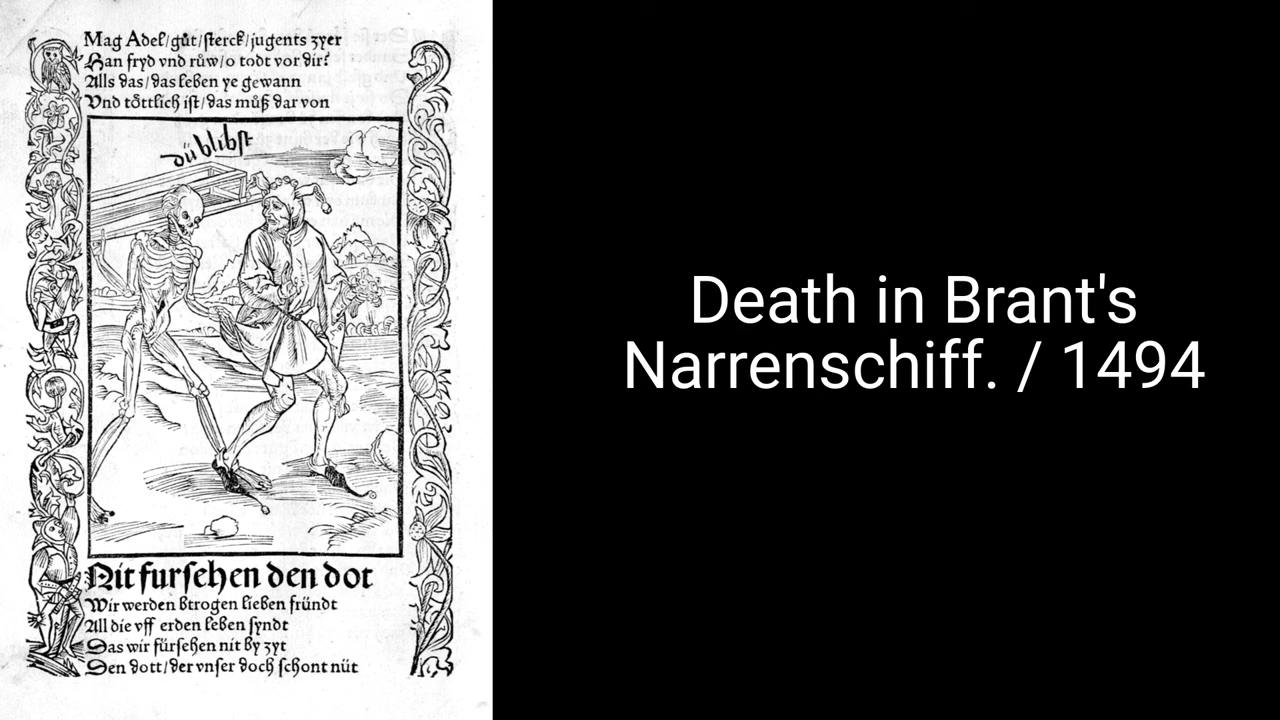 Mag Adel/gůt/sterck/jugents zyer
Han fryd vnd růw/o todt vor dir?
Alls das/das leben ye gewann
Vnd tǒttlich ist/das můß dar von
dü blibst
Nit fursehen den dot
Wir werden btrogen lieben fründt
All die vff erden leben syndt
Das wir fürsehen nit by zyt
Den dott/der vnser doch schont nüt
Death in Brant's
Narrenschiff. / 1494